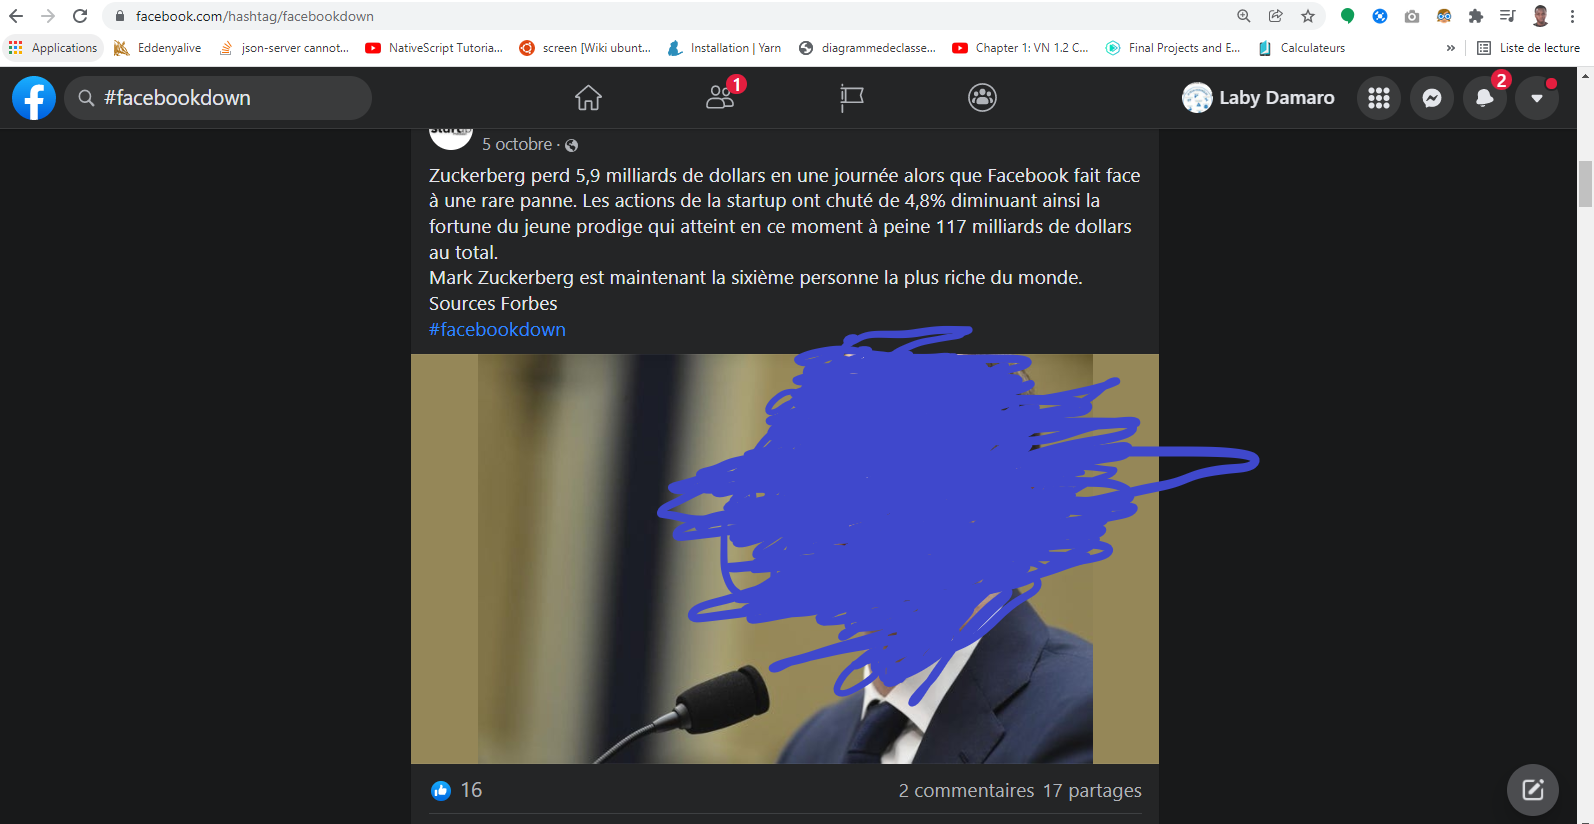 facebook.com/hashtag/facebookdown
Applications
Eddenyalive
json-server cannot...
NativeScript Tutoria...
screen [Wiki ubunt...
Installation | Yarn
diagrammedeclasse...
Chapter 1: VN 1.2 C...
Final Projects and E...
Calculateurs
»
Liste de lecture
#facebookdown
1
Laby Damaro
2
5 octobre ·
Zuckerberg perd 5,9 milliards de dollars en une journée alors que Facebook fait face
à une rare panne. Les actions de la startup ont chuté de 4,8% diminuant ainsi la
fortune du jeune prodige qui atteint en ce moment à peine 117 milliards de dollars
au total.
Mark Zuckerberg est maintenant la sixième personne la plus riche du monde.
Sources Forbes
#facebookdown
16
2 commentaires 17 partages